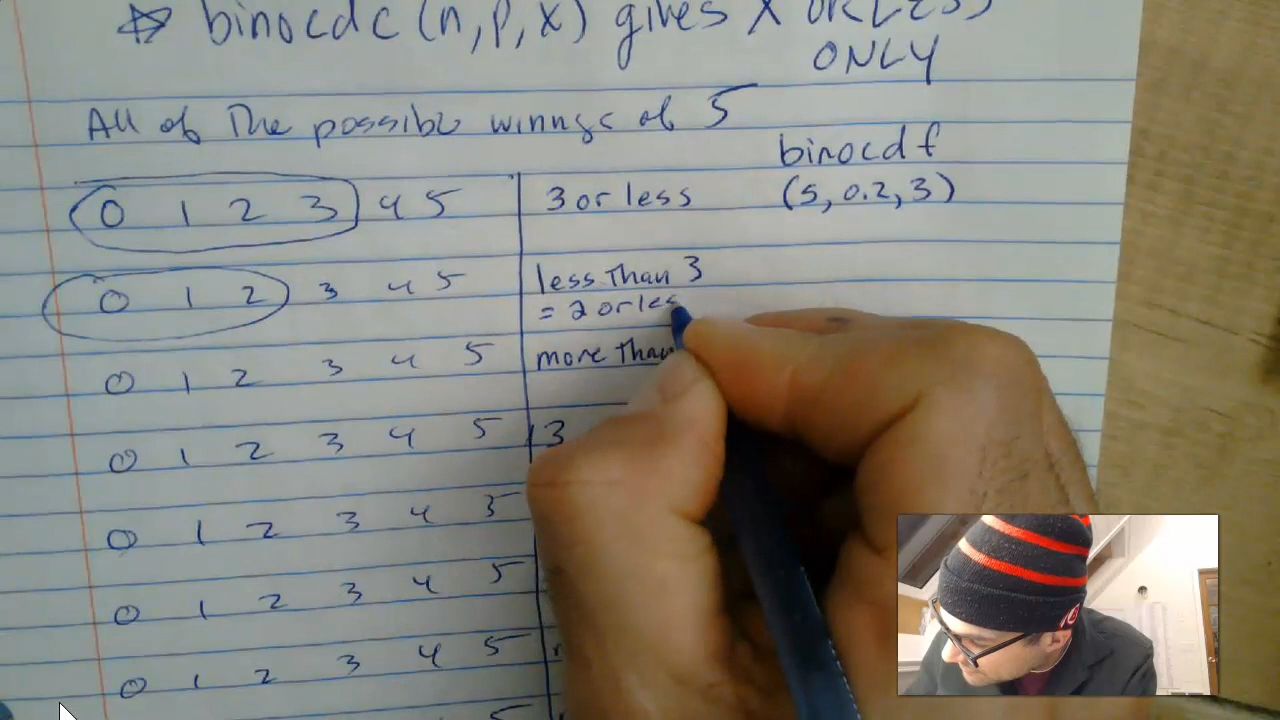 binocdc (n, p, x) gives X OR LESS
ONLY
All of The possible winngs of 5
binocdf
0 1 2 3 4 5 3 or less (5, 0.2, 3)
0 1 2 3 4 5 less Than 3
= 2 or les
0 1 2 3 4 5 more Than
0 1 2 3 4 5 3
0 1 2 3 4 5
0 1 2 3 4 5
0 1 2 3 4 5
5